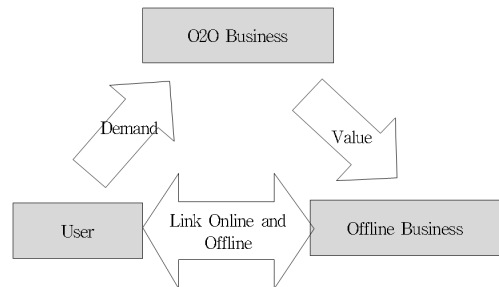 O2O Business
Demand
Value
User
Link Online and
Offline
Offline Business